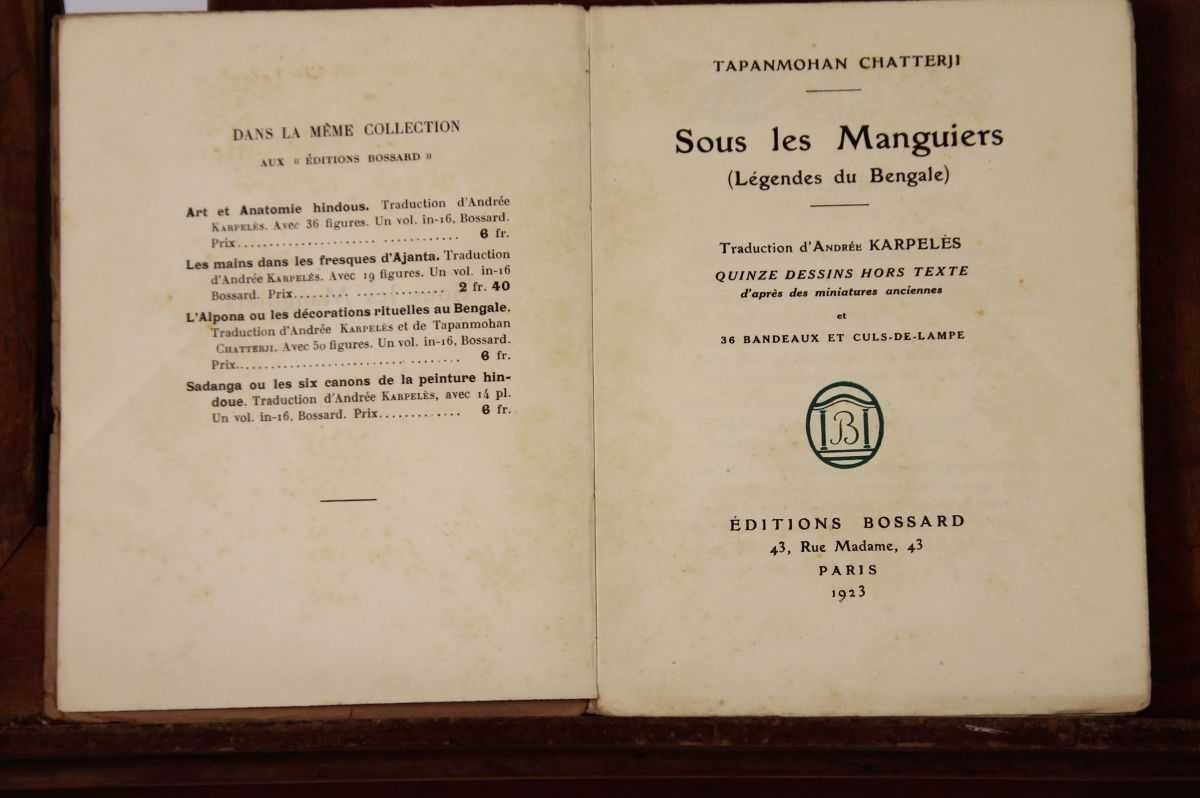 DANS LA MÊME COLLECTION
AUX « ÉDITIONS BOSSARD »
Art et Anatomie hindous. Traduction d'Andrée
KARPELÈS. Avec 36 figures. Un vol. in-16, Bossard.
Prix..................... ............ 6 fr.
Les mains dans les fresques d'Ajanta. Traduction
d'Andrée KARPELÈS. Avec 19 figures. Un vol. in-16
Bossard. Prix......... .............. 2 fr. 40
L'Alpona ou les décorations rituelles au Bengale.
Traduction d'Andrée KARPELÈS et de Tapanmohan
CHATTERJI. Avec 50 figures. Un vol. in-16, Bossard.
Prix......................... ........ 6 fr.
Sadanga ou les six canons de la peinture hin-
doue. Traduction d'Andrée KARPELÈS, avec 14 pl.
Un vol. in-16, Bossard. Prix............. 6 fr.
TAPANMOHAN CHATTERJI
Sous les Manguiers
(Légendes du Bengale)
Traduction d'ANDRÉE KARPELÈS
QUINZE DESSINS HORS TEXTE
d'après des miniatures anciennes
et
36 BANDEAUX ET CULS-DE-LAMPE
B
ÉDITIONS BOSSARD
43, Rue Madame, 43
PARIS
1923